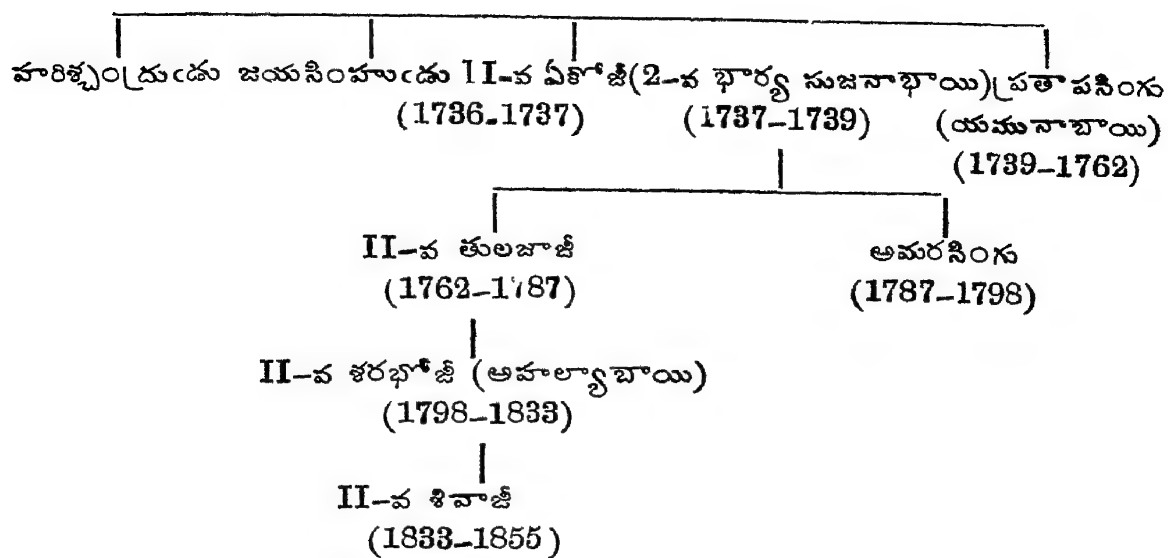 హరిశ్చంద్రుఁడు జయసింహుఁడు II-వ ఏకోజీ(2-వ భార్య సుజనాభాయి)ప్రతాపసింగు
(1736-1737) (1737-1739) (యమునాబాయి)
(1739-1762)
II-వ తులజాజీ అమరసింగు
(1762-1787) (1787-1798)
II-వ శరభోజీ (అహల్యాబాయి)
(1798-1833)
II-వ శివాజీ
(1833-1855)